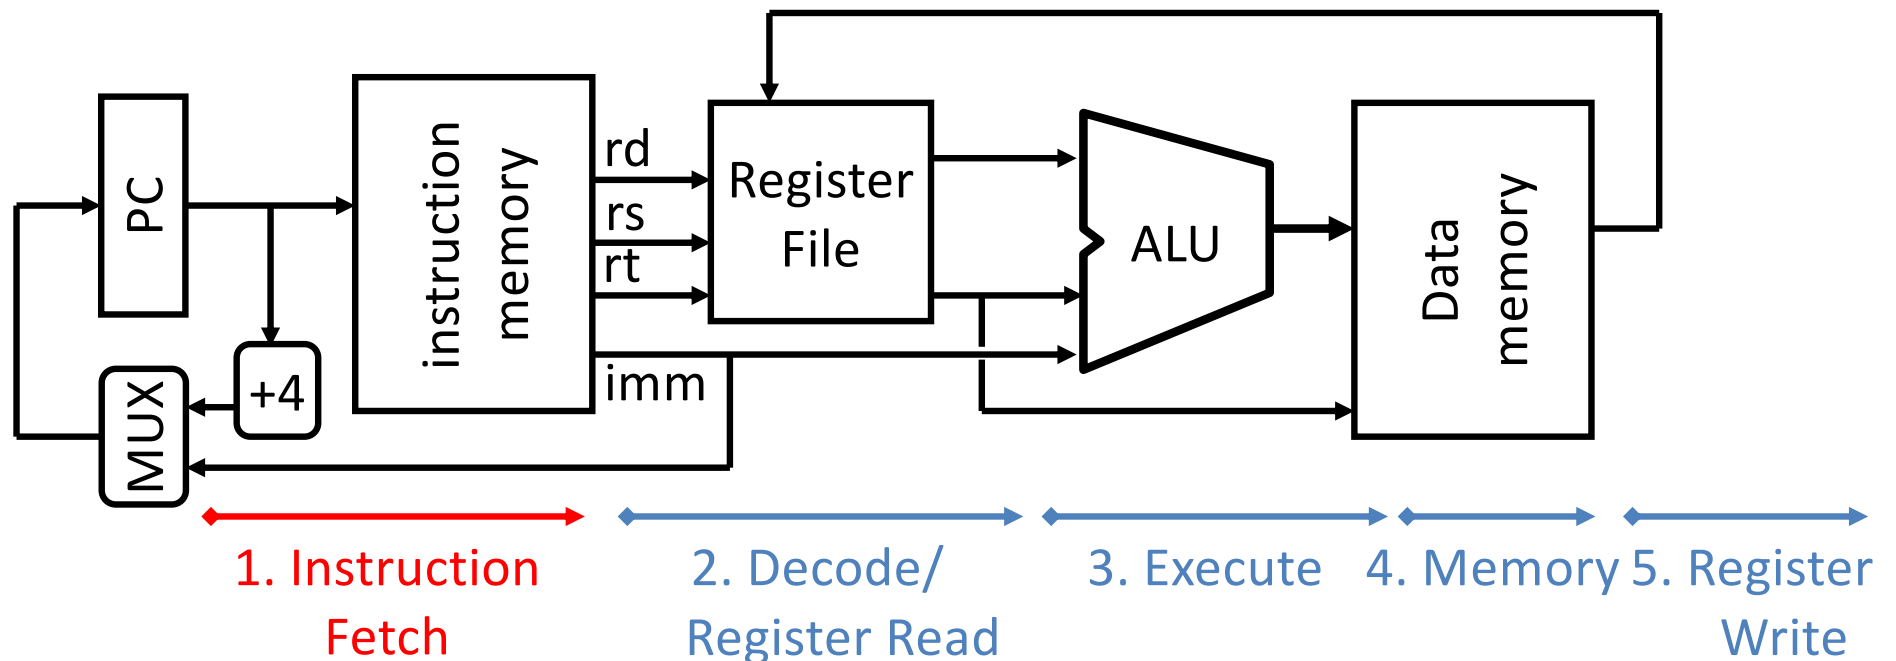 PC
MUX
+4
instruction
memory
rd
rs
rt
imm
Register
File
ALU
Data
memory
1. Instruction
Fetch
2. Decode/
Register Read
3. Execute
4. Memory
5. Register
Write